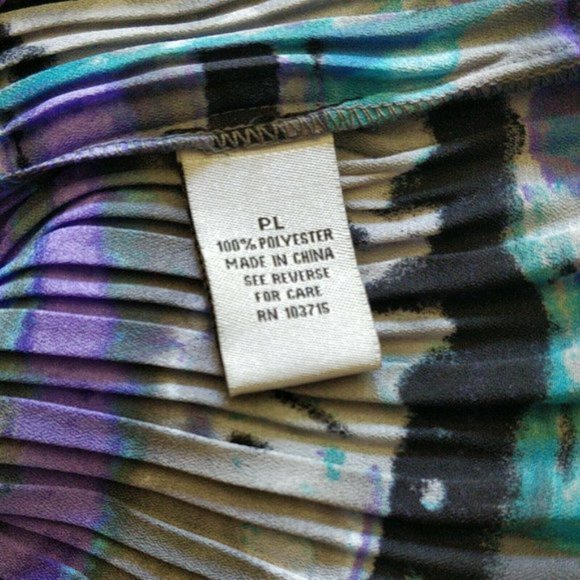 PL
100% POLYESTER
MADE IN CHINA
SEE REVERSE
FOR CARE
RN 103715